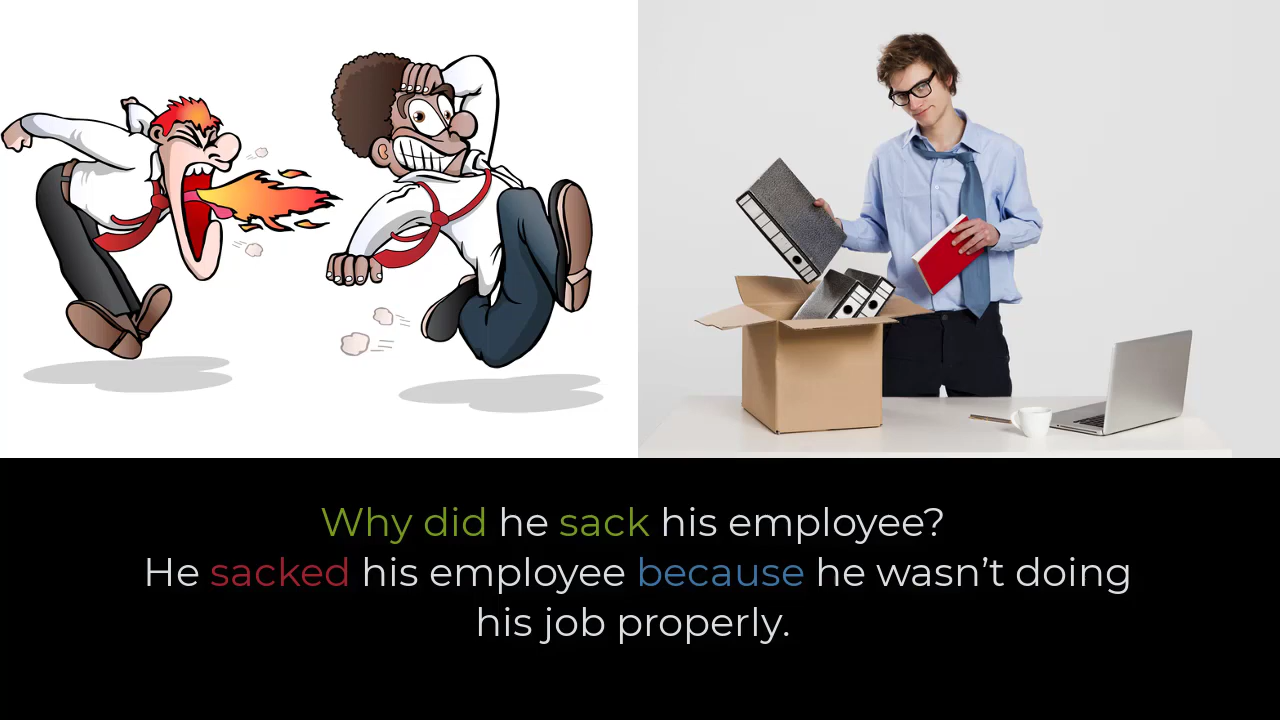 Why did he sack his employee?
He sacked his employee because he wasn’t doing
his job properly.